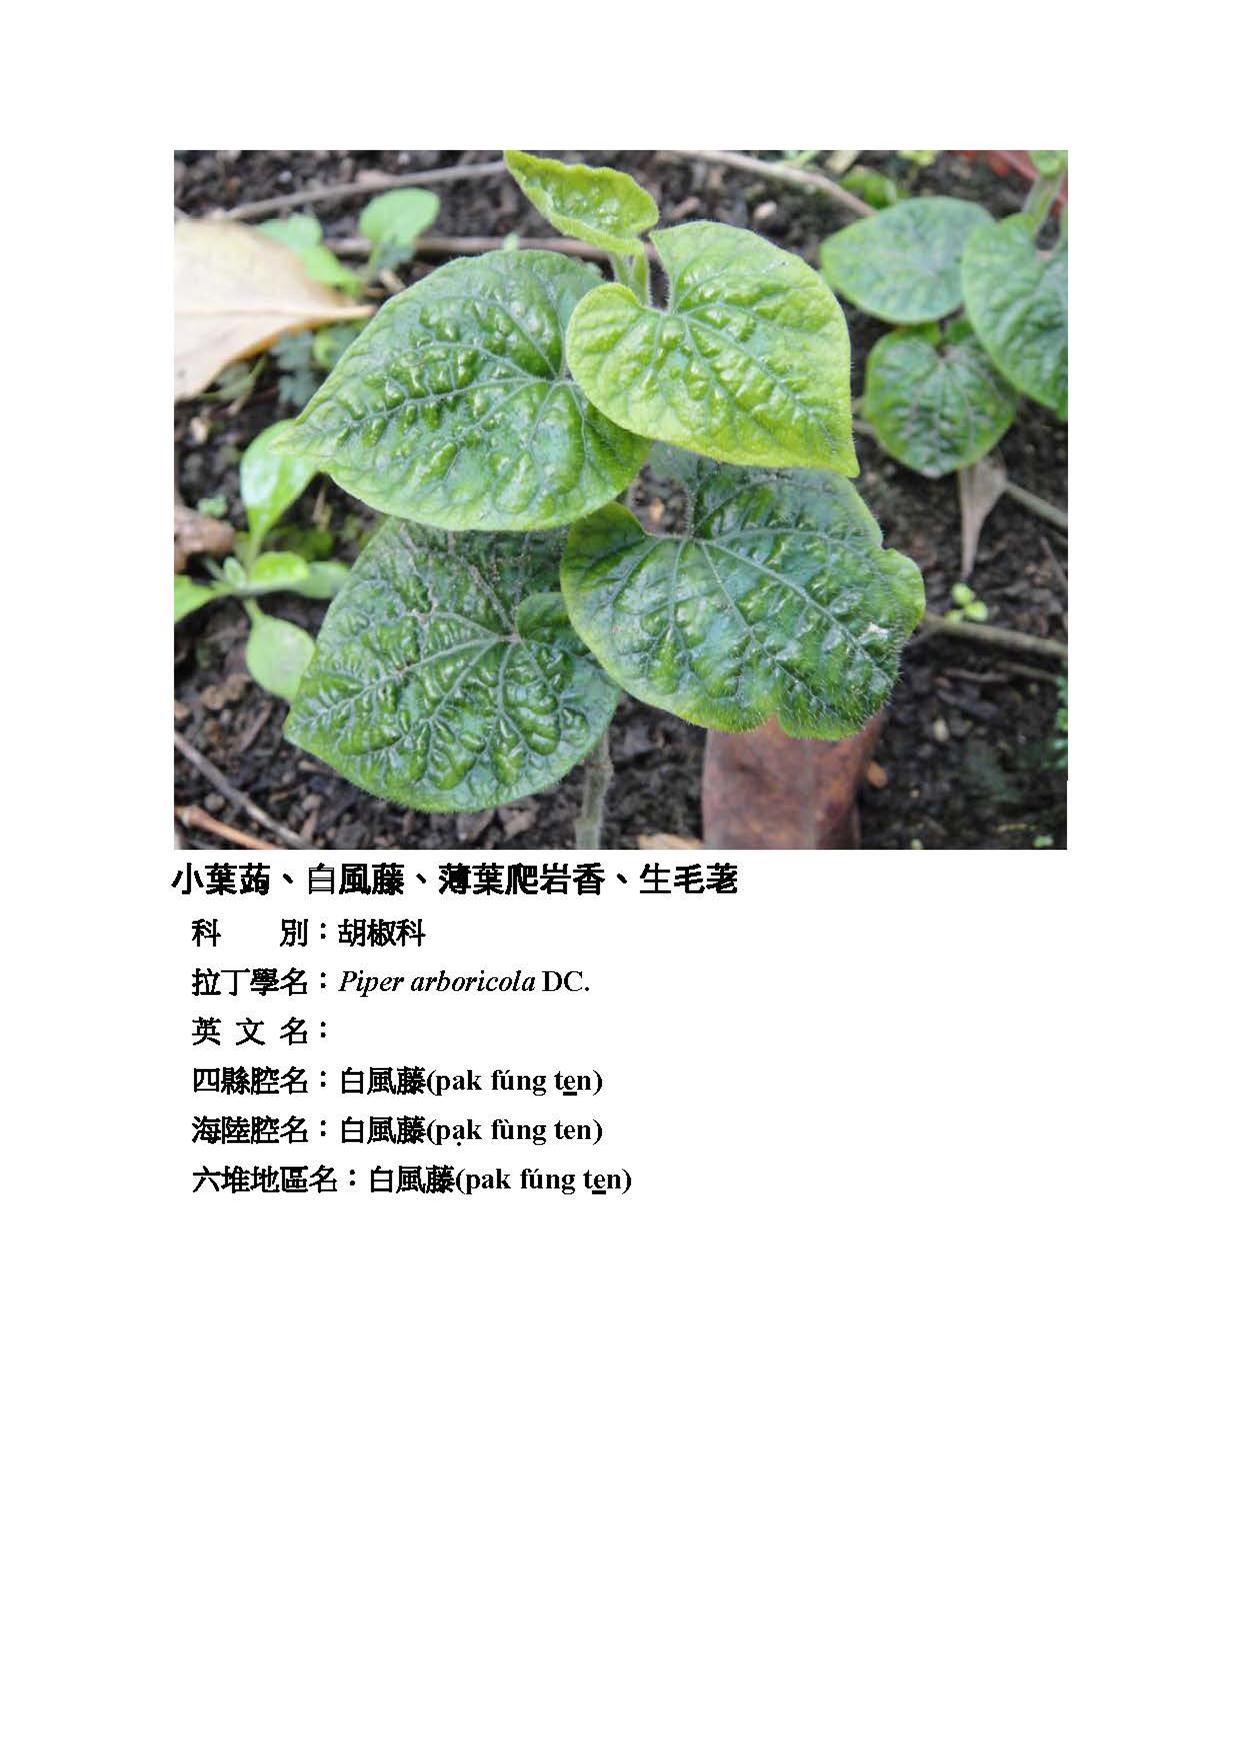 小葉蒟、白風藤、薄葉爬岩香、生毛荖
科　　別：胡椒科
拉丁學名：Piper arboricola DC.
英 文 名：
四縣腔名：白風藤(pak fúng te̲n)
海陸腔名：白風藤(pạk fùng ten)
六堆地區名：白風藤(pak fúng te̲n)